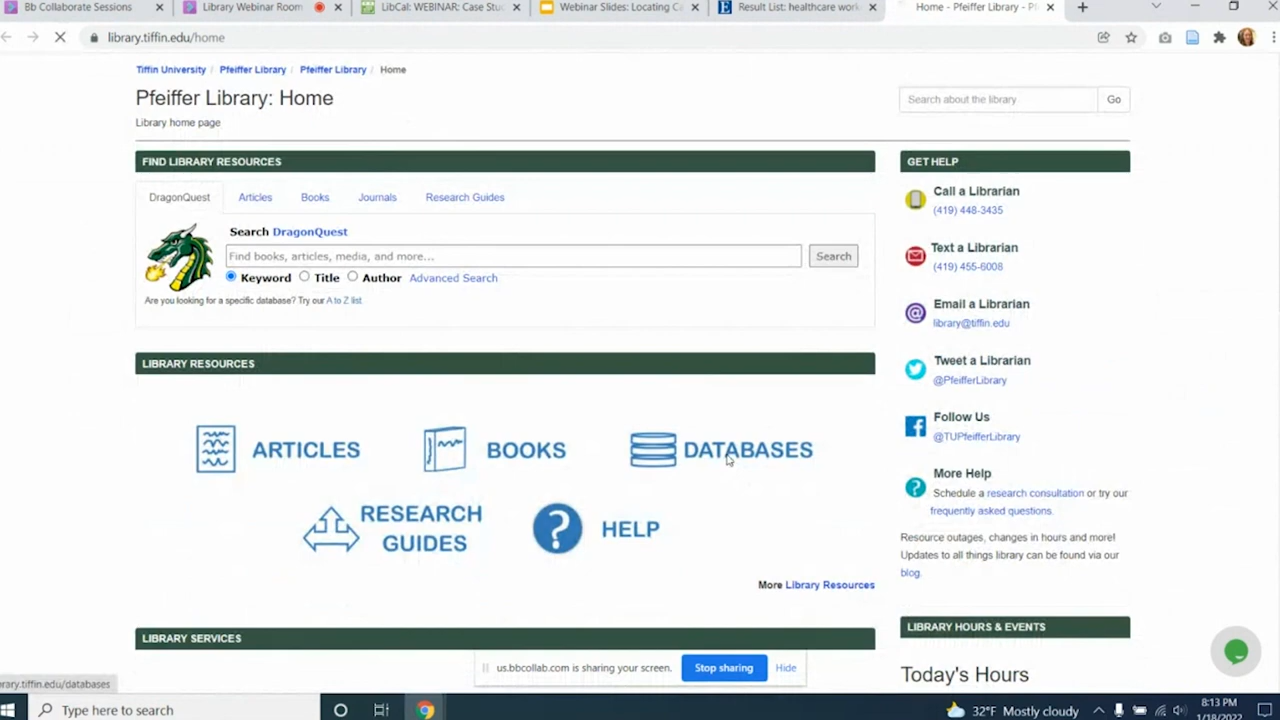 Bb Collaborate Sessions
Library Webinar Room
LibCal: WEBINAR: Case Stu
Webinar Slides: Locating C
Result List: healthcare work
Home - Pfeiffer Library - P
library.tiffin.edu/home
Tiffin University / Pfeiffer Library / Pfeiffer Library / Home
Pfeiffer Library: Home
Library home page
Search about the library
Go
FIND LIBRARY RESOURCES
DragonQuest
Articles
Books
Journals
Research Guides
Search DragonQuest
Find books, articles, media, and more...
Search
Keyword Title Author Advanced Search
Are you looking for a specific database? Try our A to Z list
LIBRARY RESOURCES
ARTICLES
BOOKS
DATABASES
RESEARCH
GUIDES
HELP
More Library Resources
LIBRARY SERVICES
GET HELP
Call a Librarian
(419) 448-3435
Text a Librarian
(419) 455-6008
Email a Librarian
library@tiffin.edu
Tweet a Librarian
@PfeifferLibrary
Follow Us
@TUPfeifferLibrary
More Help
Schedule a research consultation or try our
frequently asked questions.
Resource outages, changes in hours and more!
Updates to all things library can be found via our
blog.
LIBRARY HOURS & EVENTS
Today's Hours
us.bbcollab.com is sharing your screen.
Stop sharing
Hide
rary.tiffin.edu/databases
Type here to search
32°F Mostly cloudy
8:13 PM
1/18/2022